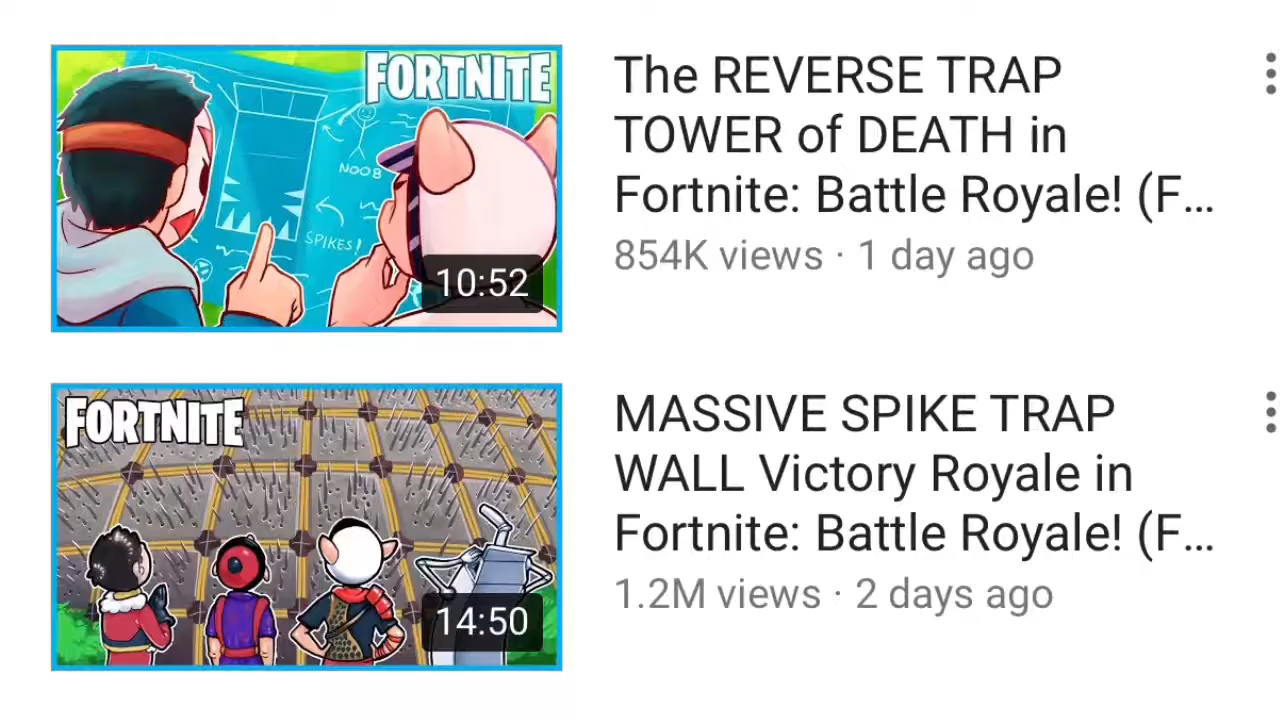 FORTNITE
NOOB
SPIKES!
10:52
The REVERSE TRAP
TOWER of DEATH in
Fortnite: Battle Royale! (F...
854K views · 1 day ago
FORTNITE
14:50
MASSIVE SPIKE TRAP
WALL Victory Royale in
Fortnite: Battle Royale! (F...
1.2M views · 2 days ago